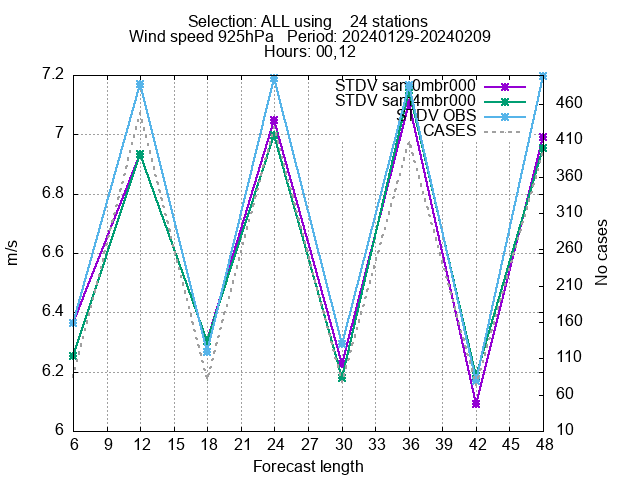 Selection: ALL using 24 stations
Wind speed 925hPa Period: 20240129-20240209
Hours: 00,12
7.2
7
6.8
6.6
6.4
6.2
6
m/s
STDV
STDV
STDV OBS
CASES
460
410
360
310
260
210
160
110
60
10
No cases
6 9 12 15 18 21 24 27 30 33 36 39 42 45 48
Forecast length